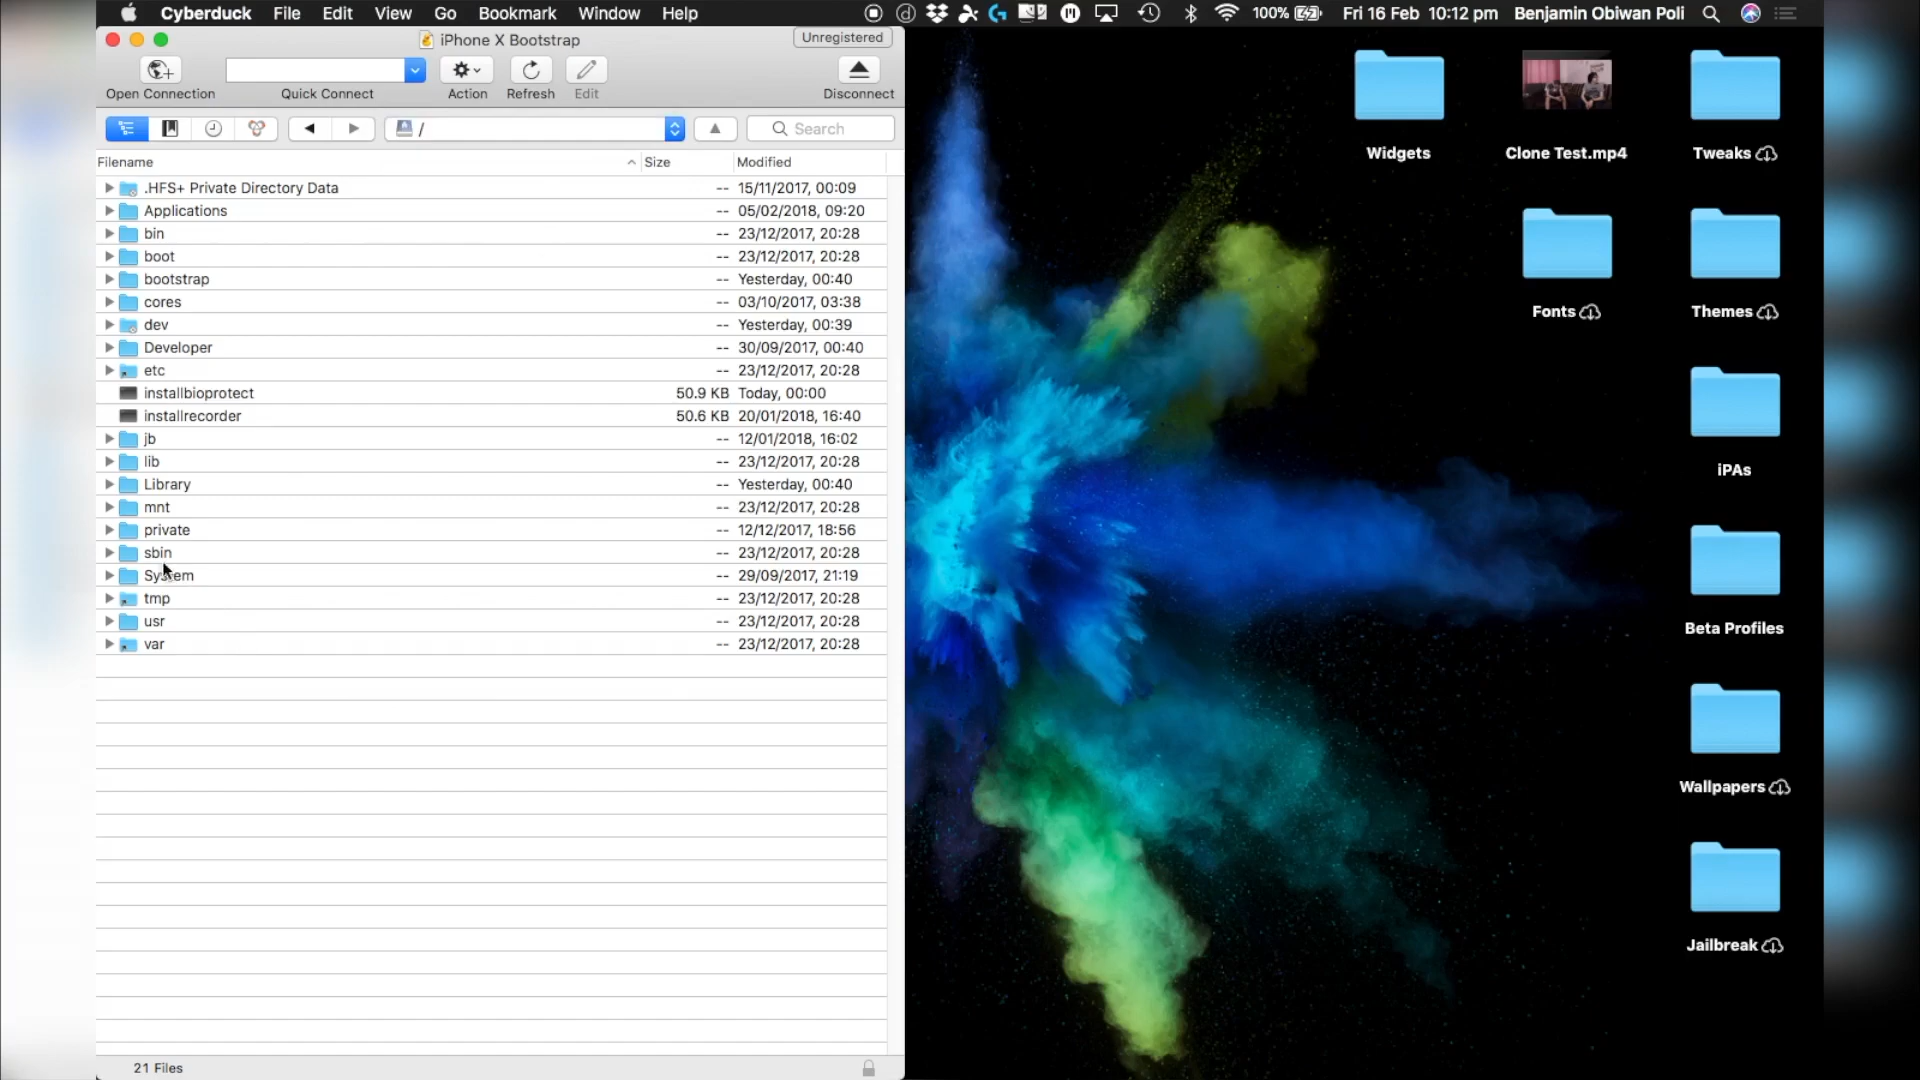 Cyberduck File Edit View Go Bookmark Window Help 100% Fri 16 Feb 10:12 pm Benjamin Obiwan Poli
iPhone X Bootstrap Unregistered
Open Connection Quick Connect Action Refresh Edit Disconnect
/ Search
Filename Size Modified
.HFS+ Private Directory Data -- 15/11/2017, 00:09
Applications -- 05/02/2018, 09:20
bin -- 23/12/2017, 20:28
boot -- 23/12/2017, 20:28
bootstrap -- Yesterday, 00:40
cores -- 03/10/2017, 03:38
dev -- Yesterday, 00:39
Developer -- 30/09/2017, 00:40
etc -- 23/12/2017, 20:28
installbioprotect 50.9 KB Today, 00:00
installrecorder 50.6 KB 20/01/2018, 16:40
jb -- 12/01/2018, 16:02
lib -- 23/12/2017, 20:28
Library -- Yesterday, 00:40
mnt -- 23/12/2017, 20:28
private -- 12/12/2017, 18:56
sbin -- 23/12/2017, 20:28
System -- 29/09/2017, 21:19
tmp -- 23/12/2017, 20:28
usr -- 23/12/2017, 20:28
var -- 23/12/2017, 20:28
21 Files
Widgets
Clone Test.mp4
Tweaks
Fonts
Themes
iPAs
Beta Profiles
Wallpapers
Jailbreak